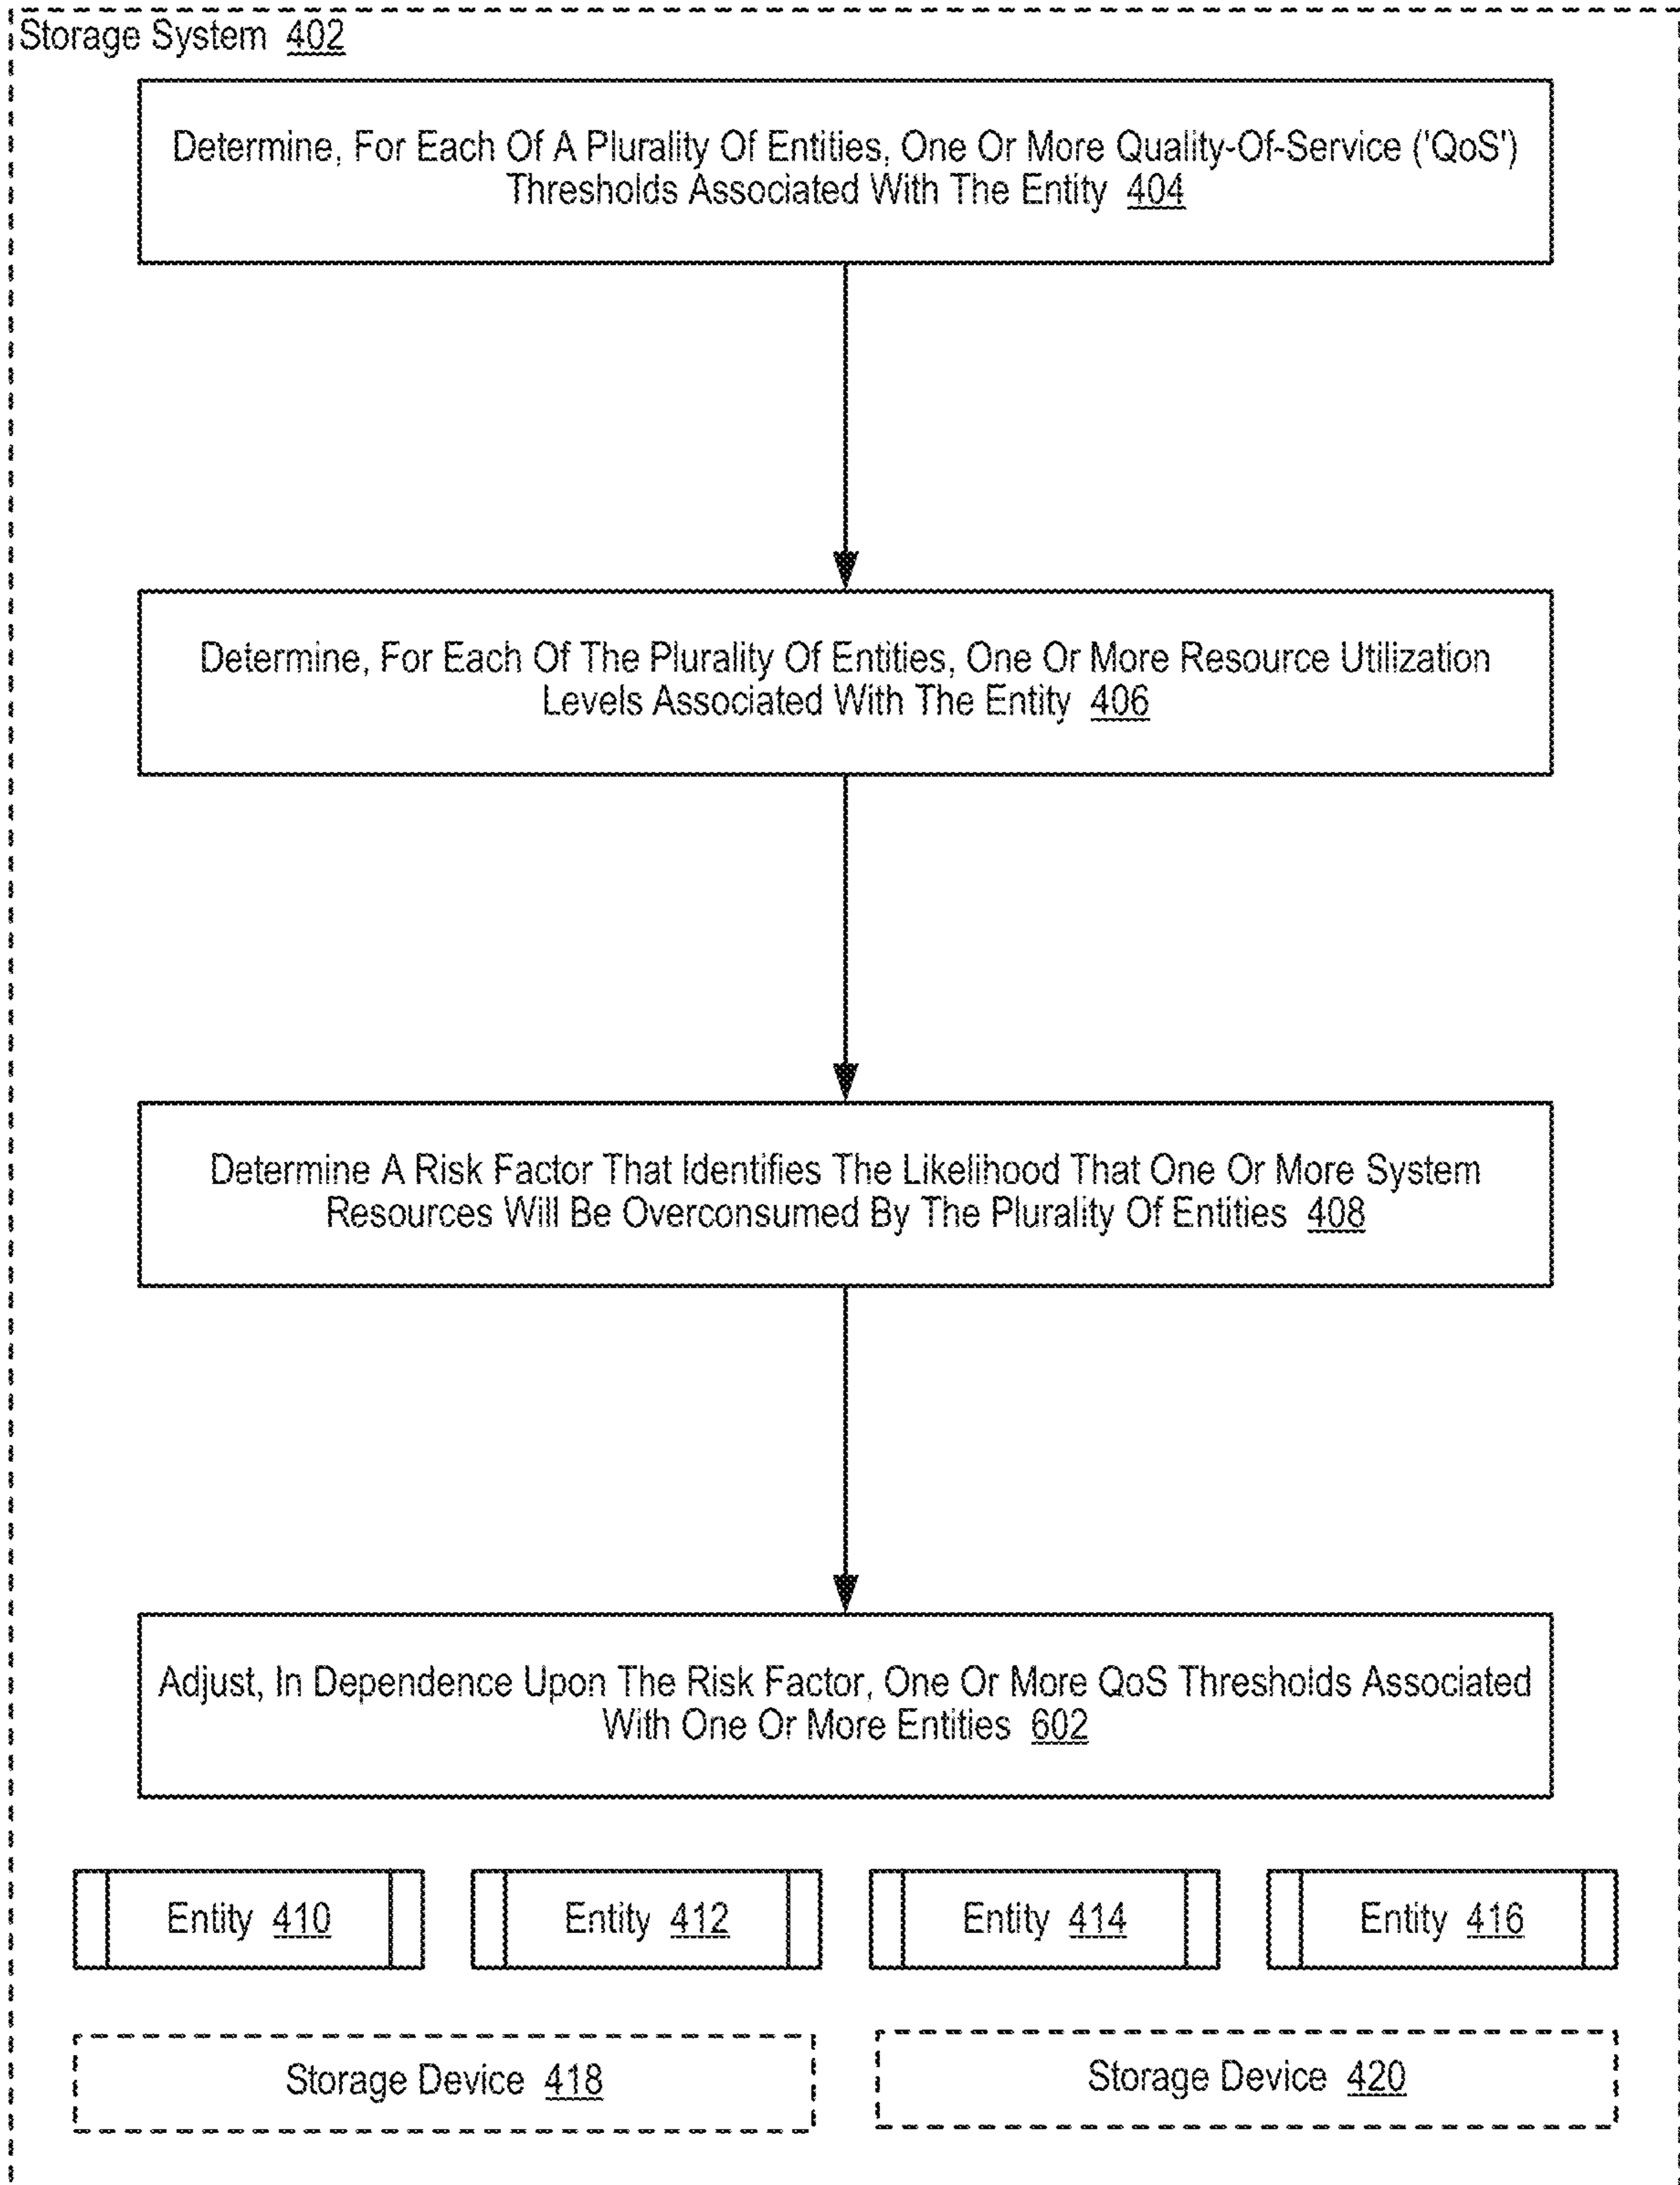 Storage System 402
Determine, For Each Of A Plurality Of Entities, One Or More Quality-Of-Service ('QoS')
Thresholds Associated With The Entity 404
Determine, For Each Of The Plurality Of Entities, One Or More Resource Utilization
Levels Associated With The Entity 406
Determine A Risk Factor That Identifies The Likelihood That One Or More System
Resources Will Be Overconsumed By The Plurality Of Entities 408
Adjust, In Dependence Upon The Risk Factor, One Or More QoS Thresholds Associated
With One Or More Entities 602
Entity 410
Entity 412
Entity 414
Entity 416
Storage Device 418
Storage Device 420